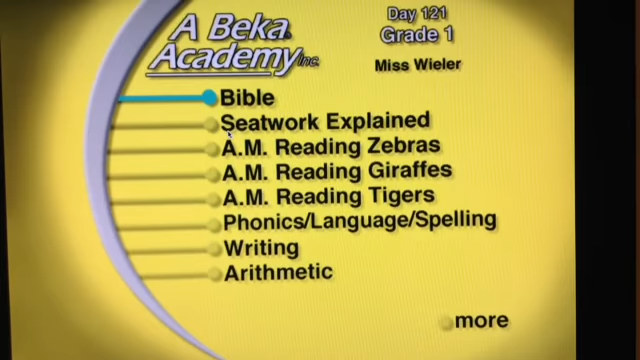 A Beka
Academy Inc.
Day 121
Grade 1
Miss Wieler
Bible
Seatwork Explained
A.M. Reading Zebras
A.M. Reading Giraffes
A.M. Reading Tigers
Phonics/Language/Spelling
Writing
Arithmetic
more